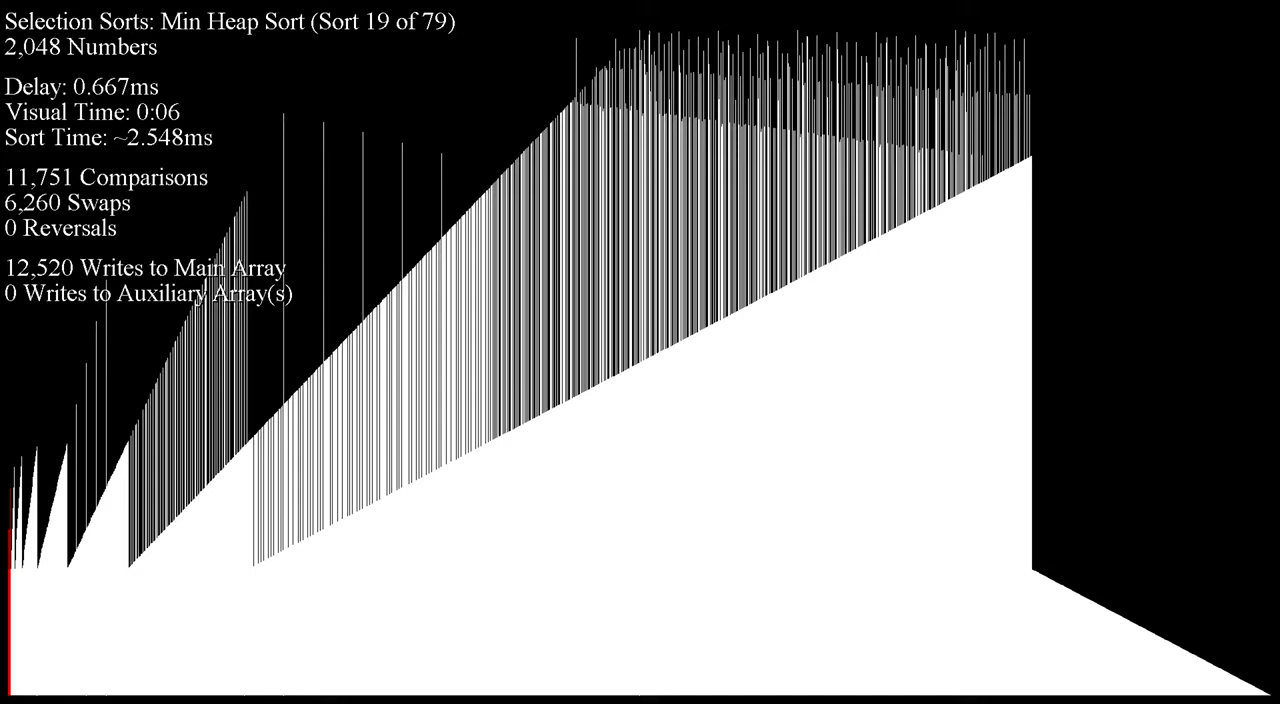 Selection Sorts: Min Heap Sort (Sort 19 of 79)
2,048 Numbers
Delay: 0.667ms
Visual Time: 0:06
Sort Time: ~2.548ms
11,751 Comparisons
6,260 Swaps
0 Reversals
12,520 Writes to Main Array
0 Writes to Auxiliary Array(s)